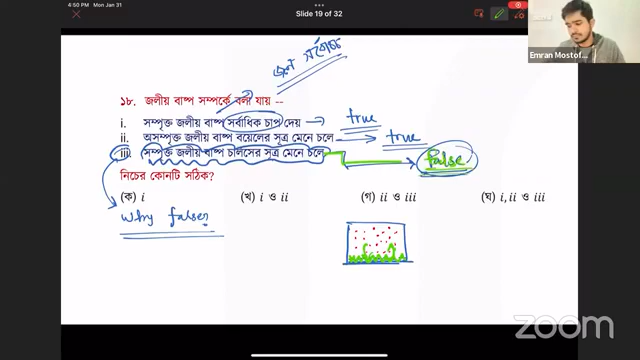 4:50 PM Mon Jan 31
Slide 19 of 32
Emran Mostof...
১৮. জলীয় বাষ্প সম্পর্কে বলা যায় --
i. সম্পৃক্ত জলীয় বাষ্প সর্বাধিক চাপ দেয় → true
ii. অসম্পৃক্ত জলীয় বাষ্প বয়েলের সূত্র মেনে চলে → true
iii. সম্পৃক্ত জলীয় বাষ্প চার্লসের সূত্র মেনে চলে false
নিচের কোনটি সঠিক?
(ক) i (খ) i ও ii (গ) ii ও iii (ঘ) i, ii ও iii
Why false?
zoom